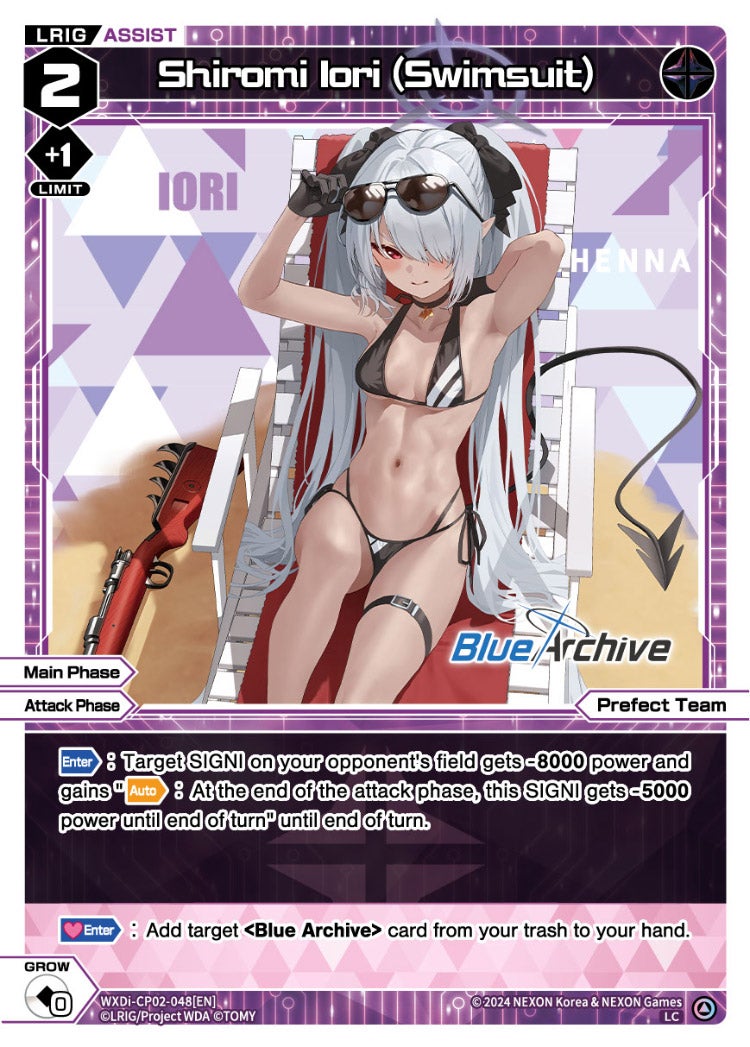 LRIG ASSIST
2
Shiromi Iori (Swimsuit)
+1
LIMIT
IORI
HENNA
Blue Archive
Main Phase
Attack Phase
Prefect Team
Enter : Target SIGNI on your opponent's field gets -8000 power and
gains "Auto : At the end of the attack phase, this SIGNI gets -5000
power until end of turn" until end of turn.
Enter : Add target <Blue Archive> card from your trash to your hand.
GROW
0
WXDi-CP02-048[EN]
©LRIG/Project WDA ©TOMY
©2024 NEXON Korea & NEXON Games
LC